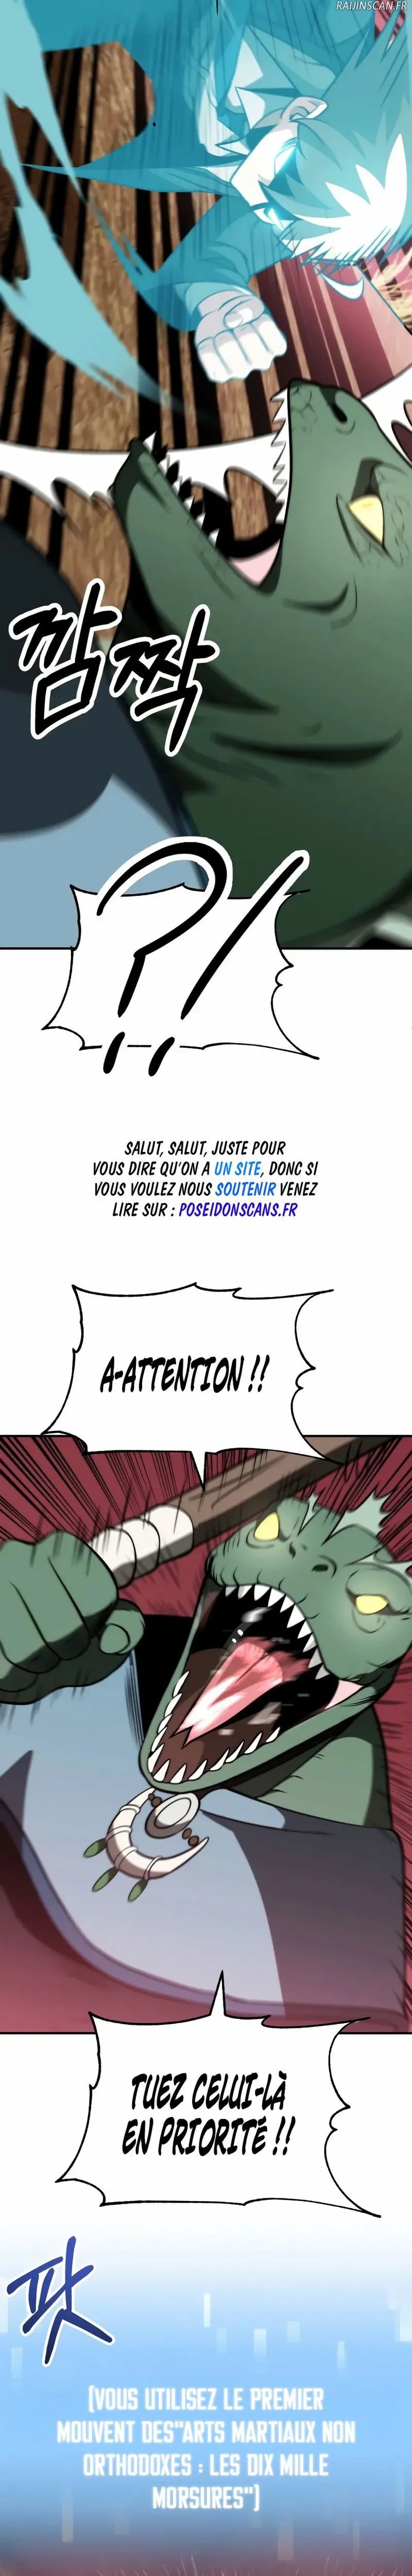 RAIJINSCAN.FR
깜짝
?!
SALUT, SALUT, JUSTE POUR
VOUS DIRE QU'ON A UN SITE, DONC SI
VOUS VOULEZ NOUS SOUTENIR VENEZ
LIRE SUR : POSEIDONSCANS.FR
A-ATTENTION !!
TUEZ CELUI-LÀ
EN PRIORITÉ !!
팟
[VOUS UTILISEZ LE PREMIER
MOUVENT DES"ARTS MARTIAUX NON
ORTHODOXES : LES DIX MILLE
MORSURES"]